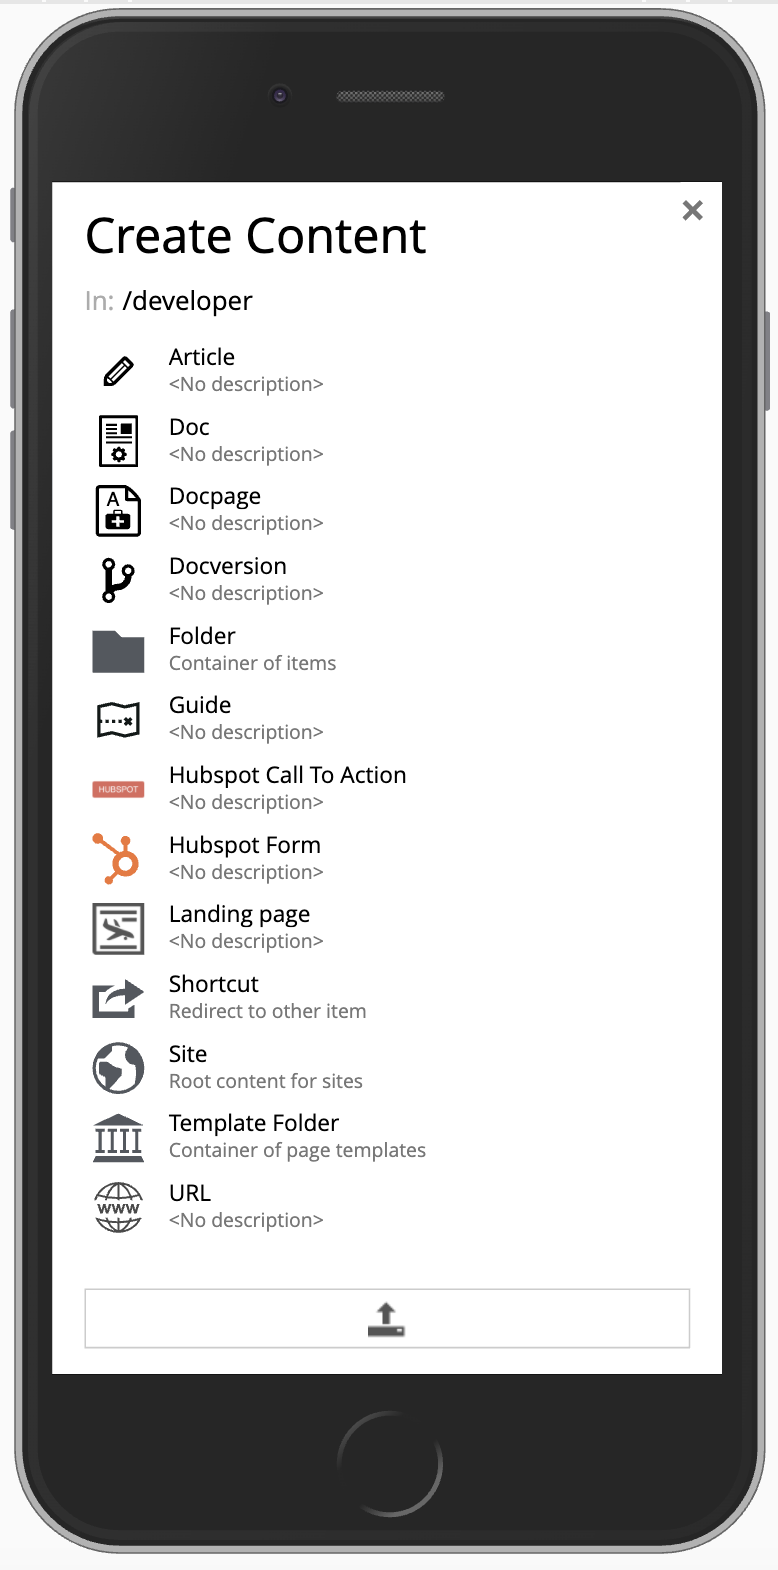 Create Content
In: /developer
Article
<No description>
Doc
<No description>
A
Docpage
<No description>
Docversion
<No description>
Folder
Container of items
Guide
<No description>
HUBSPOT
Hubspot Call To Action
<No description>
Hubspot Form
<No description>
Landing page
<No description>
Shortcut
Redirect to other item
Site
Root content for sites
Template Folder
Container of page templates
WWW
URL
<No description>